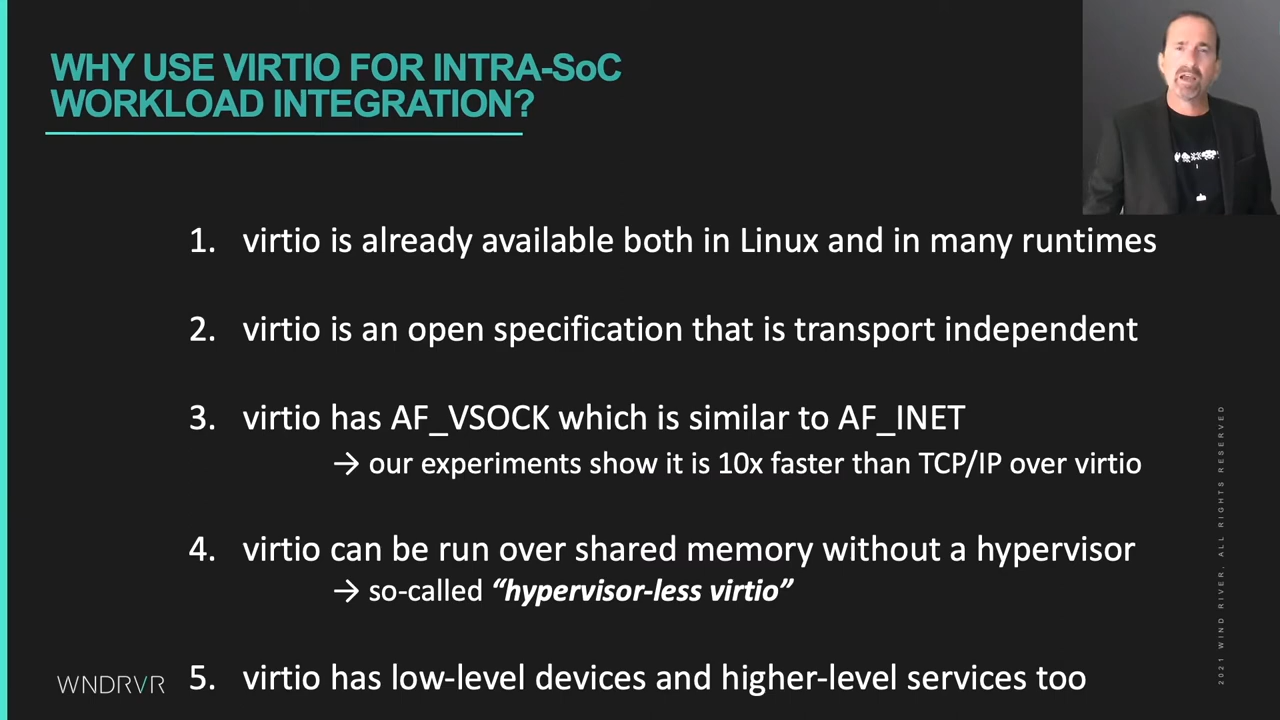 WHY USE VIRTIO FOR INTRA-SoC
WORKLOAD INTEGRATION?
1. virtio is already available both in Linux and in many runtimes
2. virtio is an open specification that is transport independent
3. virtio has AF_VSOCK which is similar to AF_INET
→ our experiments show it is 10x faster than TCP/IP over virtio
4. virtio can be run over shared memory without a hypervisor
→ so-called “hypervisor-less virtio”
5. virtio has low-level devices and higher-level services too
WNDRVR
2021 WIND RIVER, ALL RIGHTS RESERVED